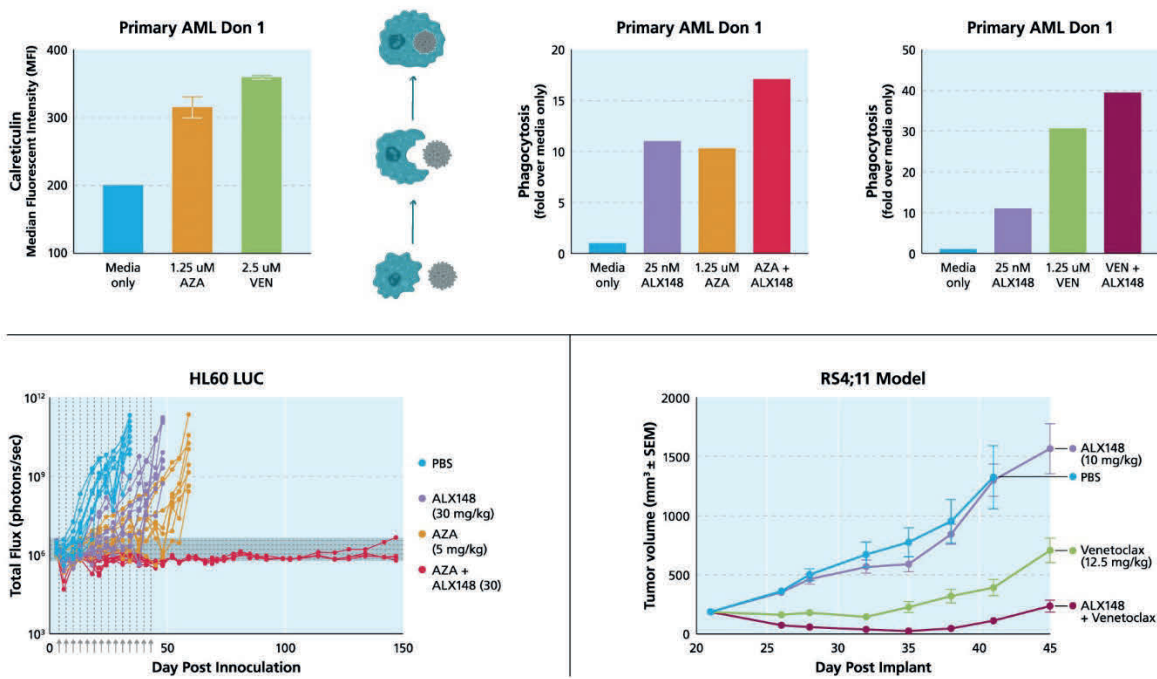 Primary AML Don 1
Calreticulin
Median Fluorescent Intensity (MFI)
400
300
200
100
Media only
1.25 uM AZA
2.5 uM VEN
Primary AML Don 1
Phagocytosis
(fold over media only)
20
15
10
5
0
Media only
25 nM ALX148
1.25 uM AZA
AZA + ALX148
Primary AML Don 1
Phagocytosis
(fold over media only)
50
40
30
20
10
0
Media only
25 nM ALX148
1.25 uM VEN
VEN + ALX148
HL60 LUC
Total Flux (photons/sec)
10¹²
10⁹
10⁶
10³
0 50 100 150
Day Post Innoculation
PBS
ALX148
(30 mg/kg)
AZA
(5 mg/kg)
AZA +
ALX148 (30)
RS4;11 Model
Tumor volume (mm³ ± SEM)
2000
1500
1000
500
0
20 25 30 35 40 45
Day Post Implant
ALX148
(10 mg/kg)
PBS
Venetoclax
(12.5 mg/kg)
ALX148
+ Venetoclax